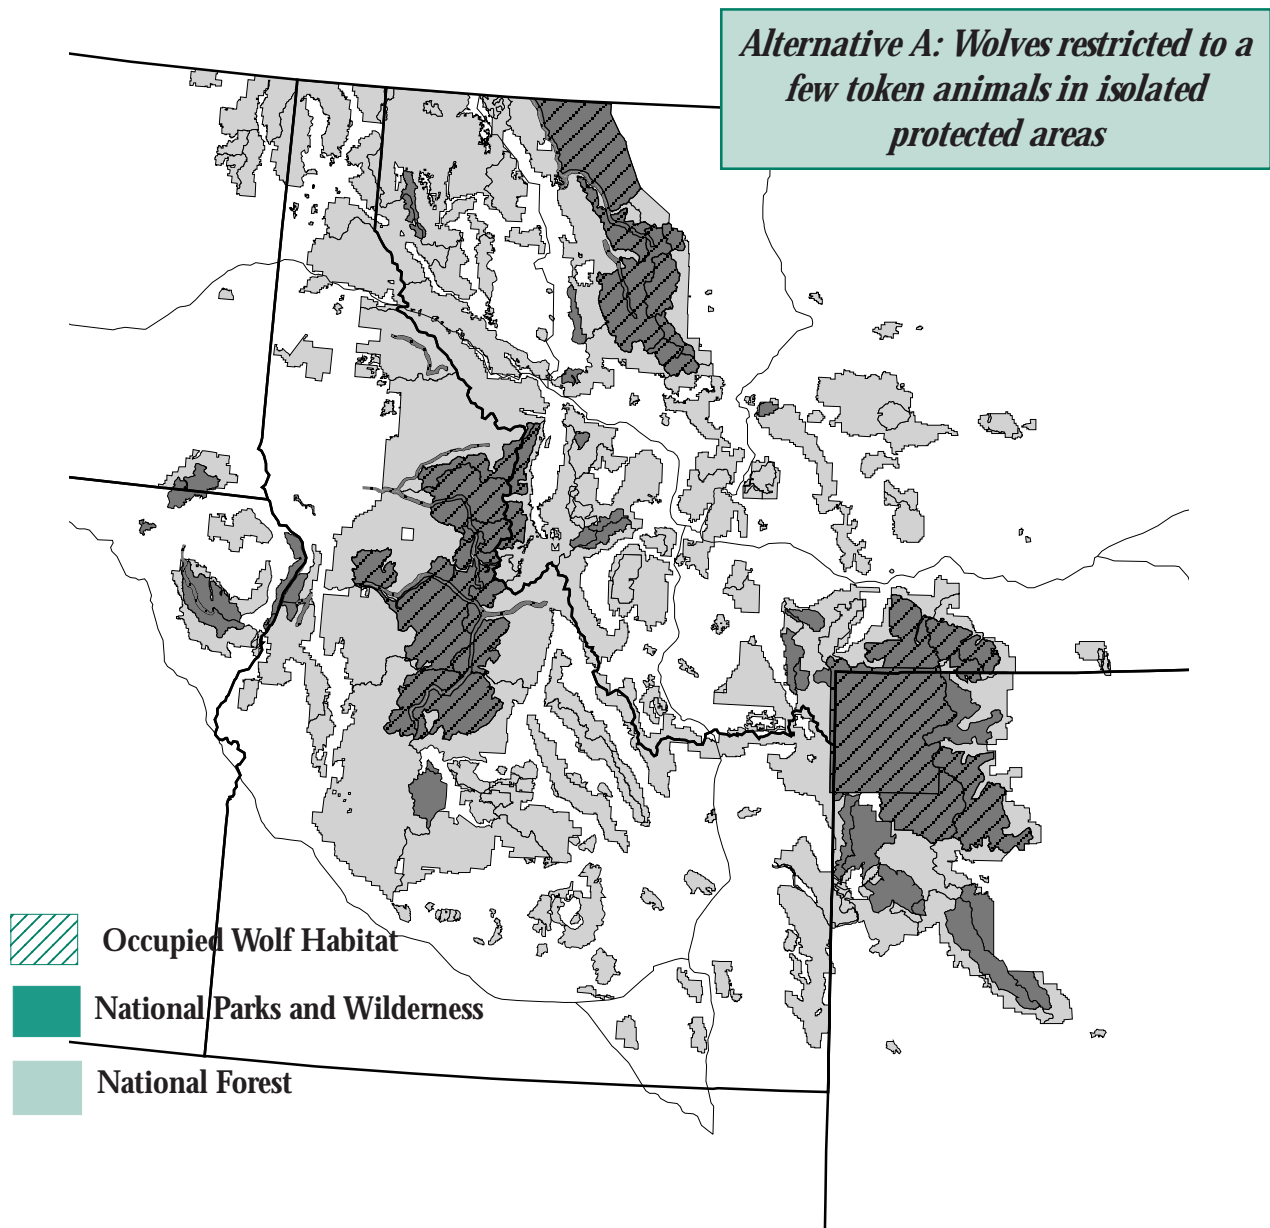 Alternative A: Wolves restricted to a
few token animals in isolated
protected areas
Occupied Wolf Habitat
National Parks and Wilderness
National Forest